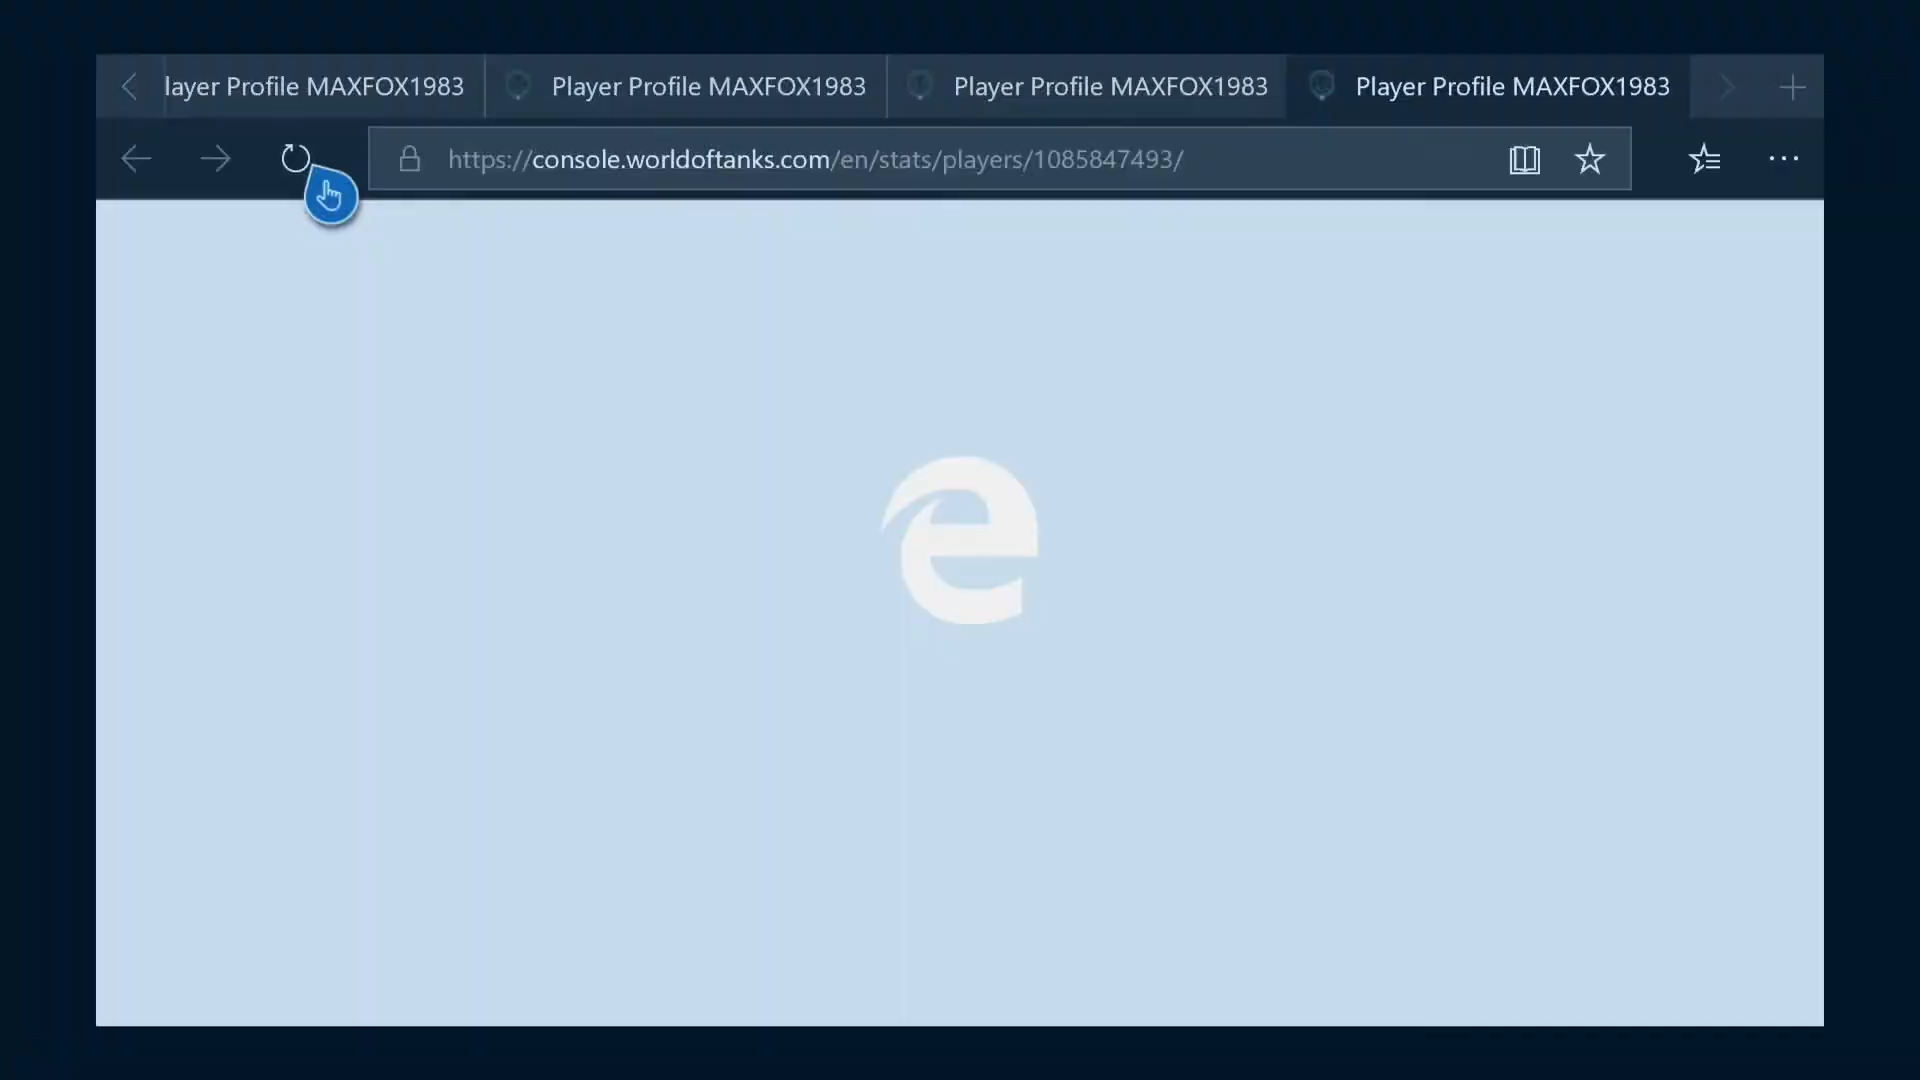 layer Profile MAXFOX1983
Player Profile MAXFOX1983
Player Profile MAXFOX1983
Player Profile MAXFOX1983
https://console.worldoftanks.com/en/stats/players/1085847493/